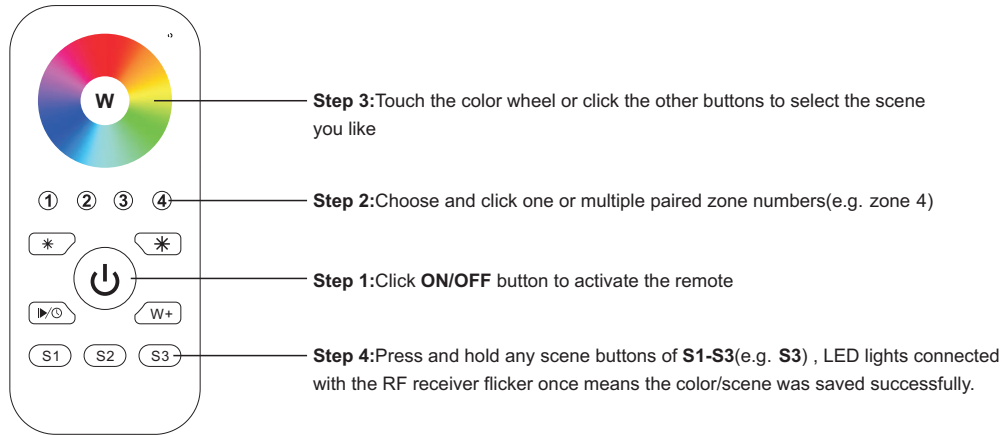 W
Step 3:Touch the color wheel or click the other buttons to select the scene
you like
1 2 3 4
Step 2:Choose and click one or multiple paired zone numbers(e.g. zone 4)
Step 1:Click ON/OFF button to activate the remote
W+
S1 S2 S3
Step 4:Press and hold any scene buttons of S1-S3(e.g. S3) , LED lights connected
with the RF receiver flicker once means the color/scene was saved successfully.